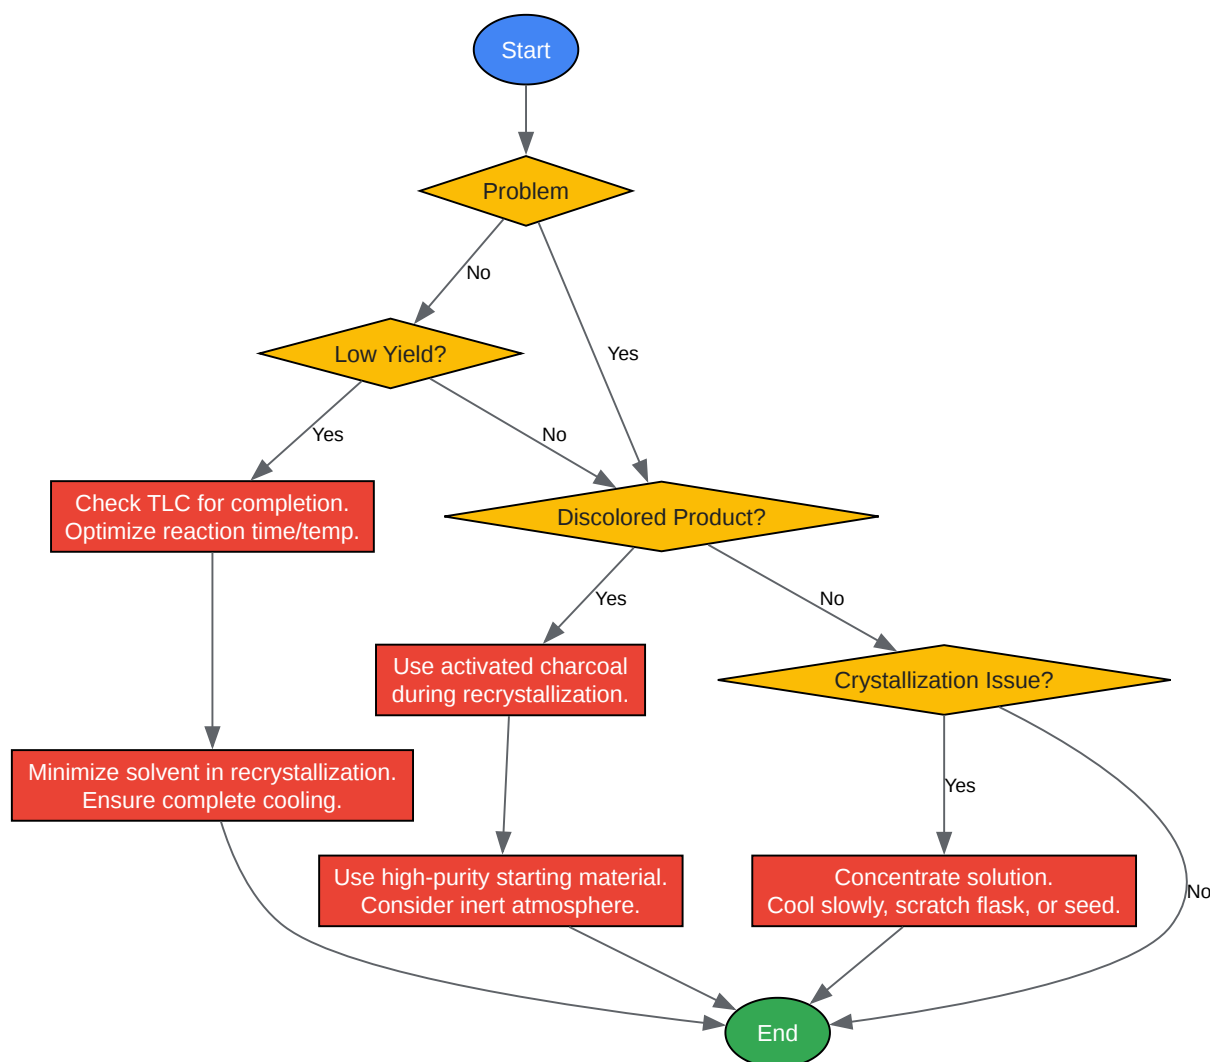 Start
Problem
No
Yes
Low Yield?
Yes
No
Check TLC for completion.
Optimize reaction time/temp.
Discolored Product?
Yes
No
Use activated charcoal
during recrystallization.
Crystallization Issue?
Yes
No
Minimize solvent in recrystallization.
Ensure complete cooling.
Use high-purity starting material.
Consider inert atmosphere.
Concentrate solution.
Cool slowly, scratch flask, or seed.
End